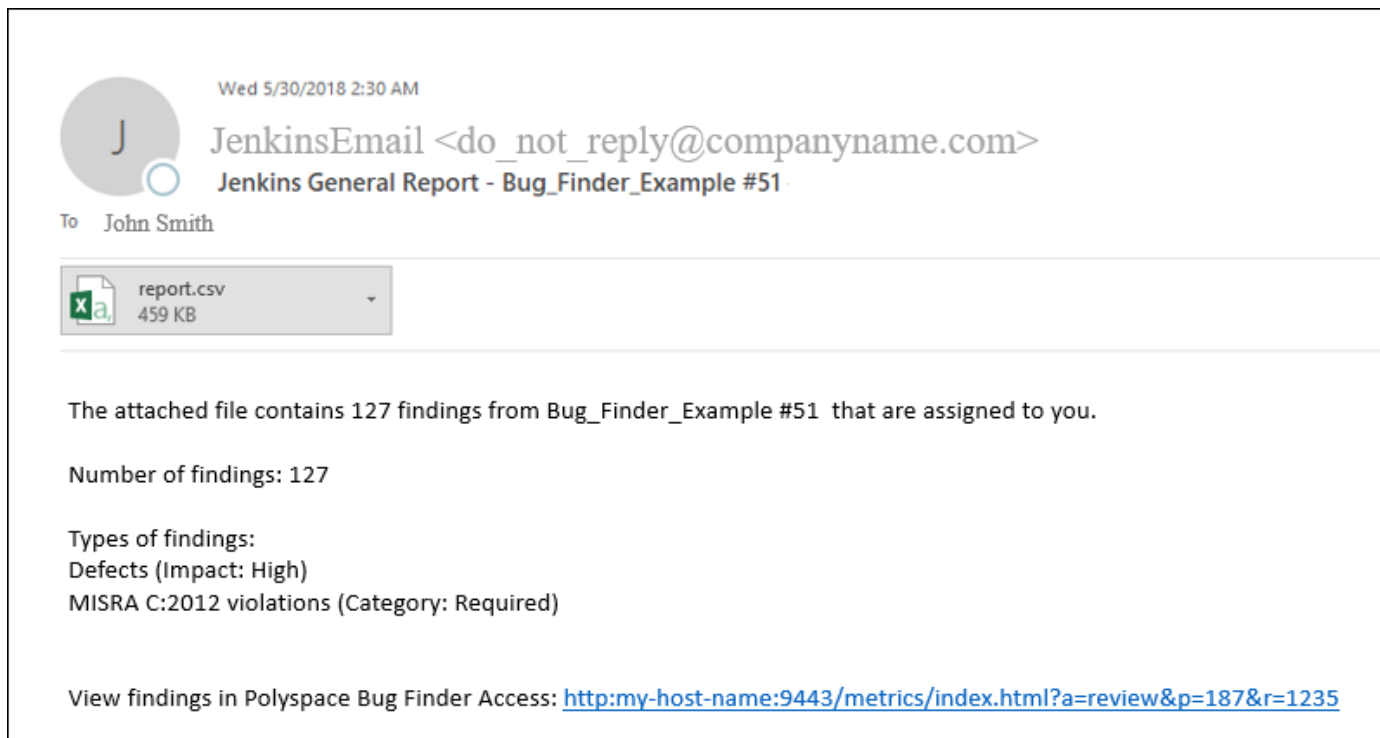 Wed 5/30/2018 2:30 AM
J
JenkinsEmail <do_not_reply@companyname.com>
Jenkins General Report - Bug_Finder_Example #51
To John Smith
report.csv
459 KB
X a,
The attached file contains 127 findings from Bug_Finder_Example #51  that are assigned to you.
Number of findings: 127
Types of findings:
Defects (Impact: High)
MISRA C:2012 violations (Category: Required)
View findings in Polyspace Bug Finder Access: http:my-host-name:9443/metrics/index.html?a=review&p=187&r=1235